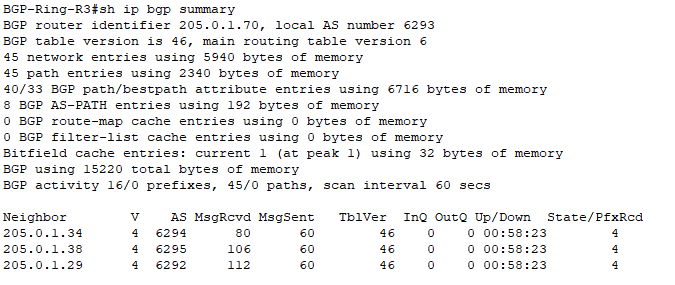 BGP-Ring-R3#sh ip bgp summary
BGP router identifier 205.0.1.70, local AS number 6293
BGP table version is 46, main routing table version 6
45 network entries using 5940 bytes of memory
45 path entries using 2340 bytes of memory
40/33 BGP path/bestpath attribute entries using 6716 bytes of memory
8 BGP AS-PATH entries using 192 bytes of memory
0 BGP route-map cache entries using 0 bytes of memory
0 BGP filter-list cache entries using 0 bytes of memory
Bitfield cache entries: current 1 (at peak 1) using 32 bytes of memory
BGP using 15220 total bytes of memory
BGP activity 16/0 prefixes, 45/0 paths, scan interval 60 secs

Neighbor        V    AS MsgRcvd MsgSent   TblVer  InQ OutQ Up/Down  State/PfxRcd
205.0.1.34      4  6294      80      60       46    0    0 00:58:23        4
205.0.1.38      4  6295     106      60       46    0    0 00:58:23        4
205.0.1.29      4  6292     112      60       46    0    0 00:58:23        4